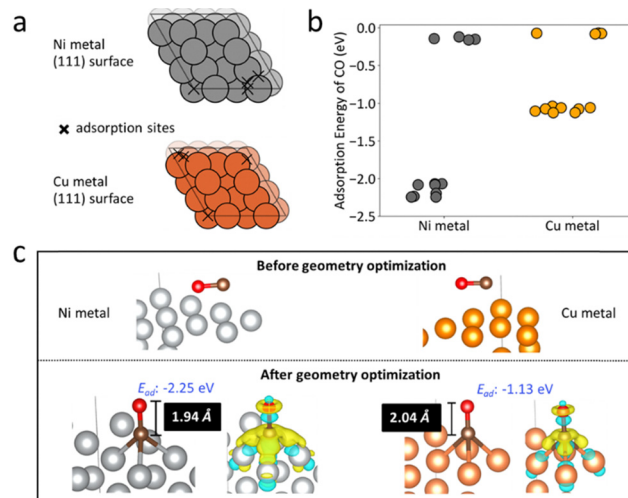 a
Ni metal
(111) surface
× adsorption sites
Cu metal
(111) surface
b
Adsorption Energy of CO (eV)
0.0
−0.5
−1.0
−1.5
−2.0
−2.5
Ni metal
Cu metal
c
Before geometry optimization
Ni metal
Cu metal
After geometry optimization
Ead: -2.25 eV
1.94 Å
Ead: -1.13 eV
2.04 Å